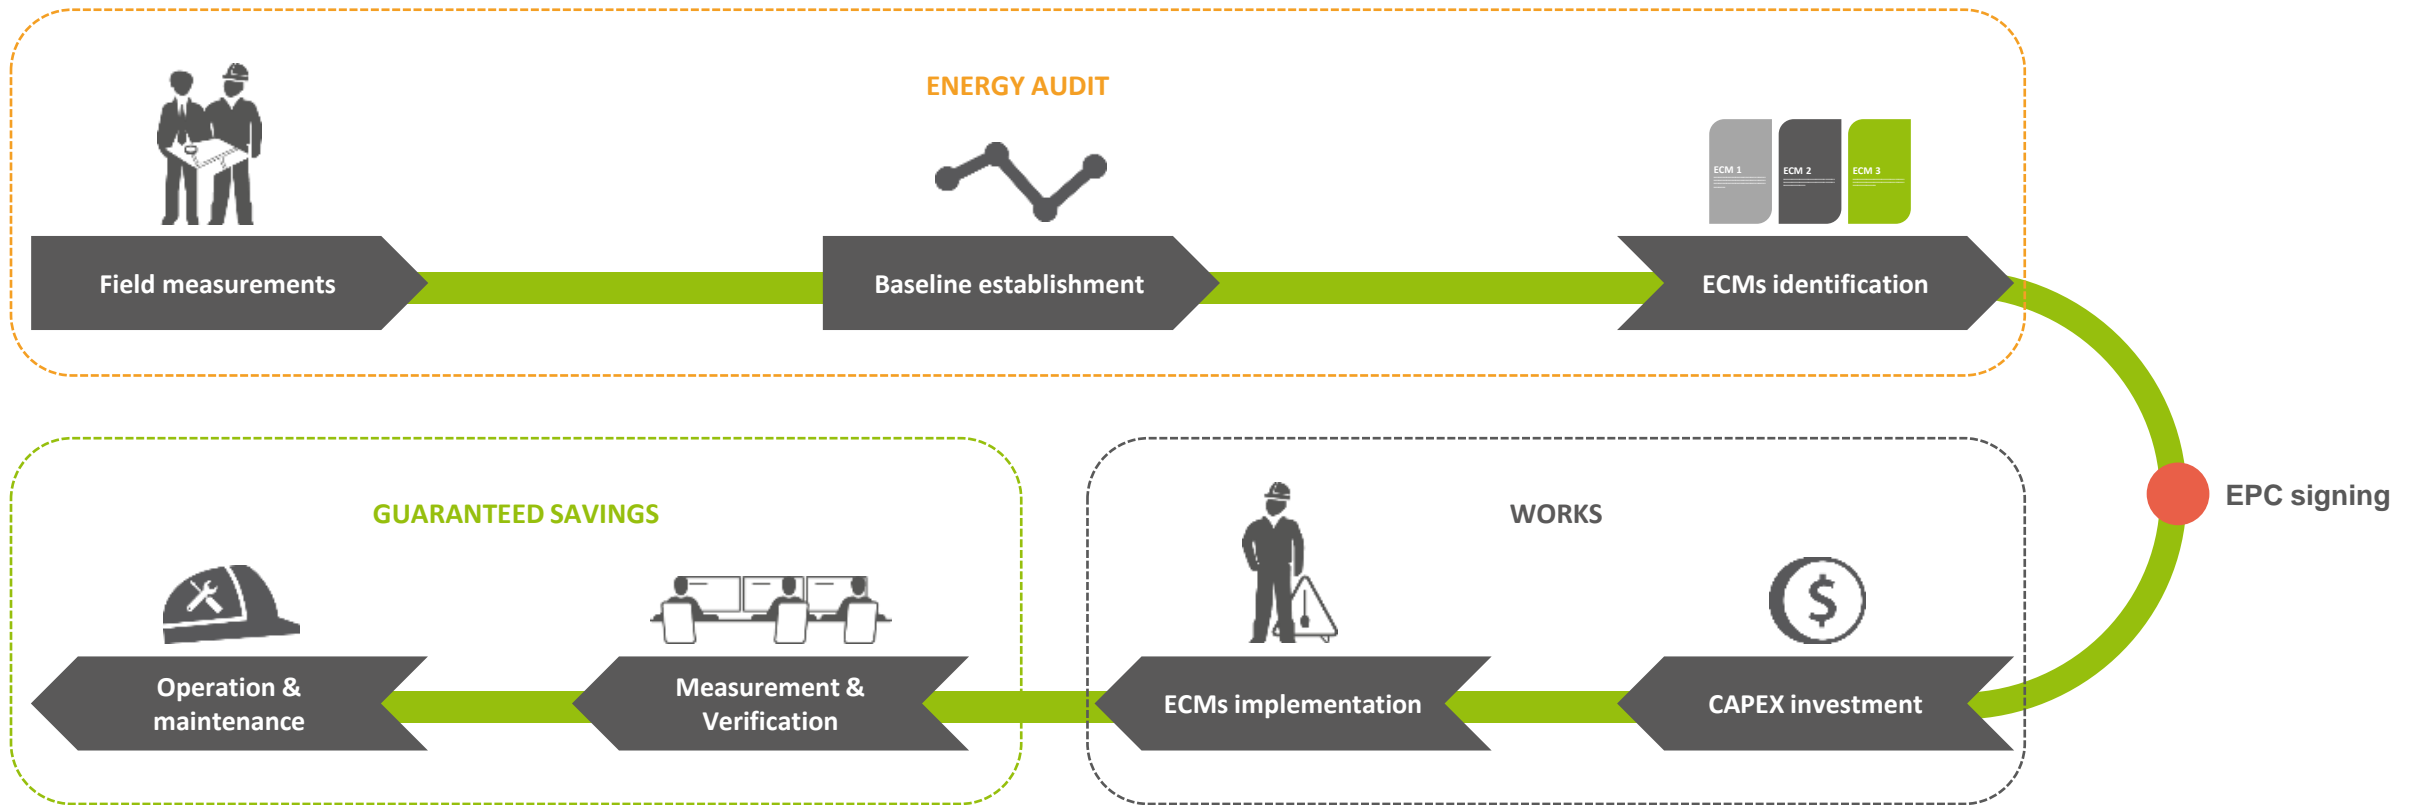 ENERGY AUDIT
ECM 1
ECM 2
ECM 3
Field measurements
Baseline establishment
ECMs identification
EPC signing
GUARANTEED SAVINGS
WORKS
Operation &
maintenance
Measurement &
Verification
ECMs implementation
$
CAPEX investment